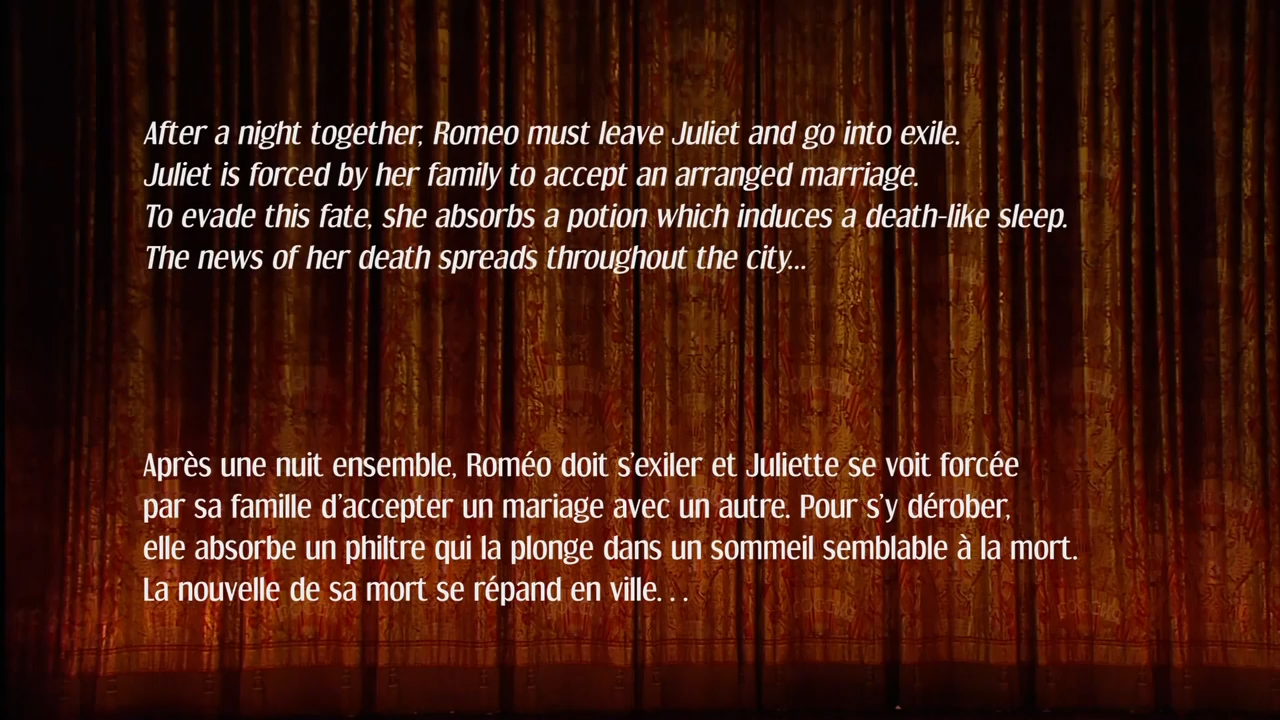 After a night together, Romeo must leave Juliet and go into exile.
Juliet is forced by her family to accept an arranged marriage.
To evade this fate, she absorbs a potion which induces a death-like sleep.
The news of her death spreads throughout the city...
Après une nuit ensemble, Roméo doit s’exiler et Juliette se voit forcée
par sa famille d’accepter un mariage avec un autre. Pour s’y dérober,
elle absorbe un philtre qui la plonge dans un sommeil semblable à la mort.
La nouvelle de sa mort se répand en ville...